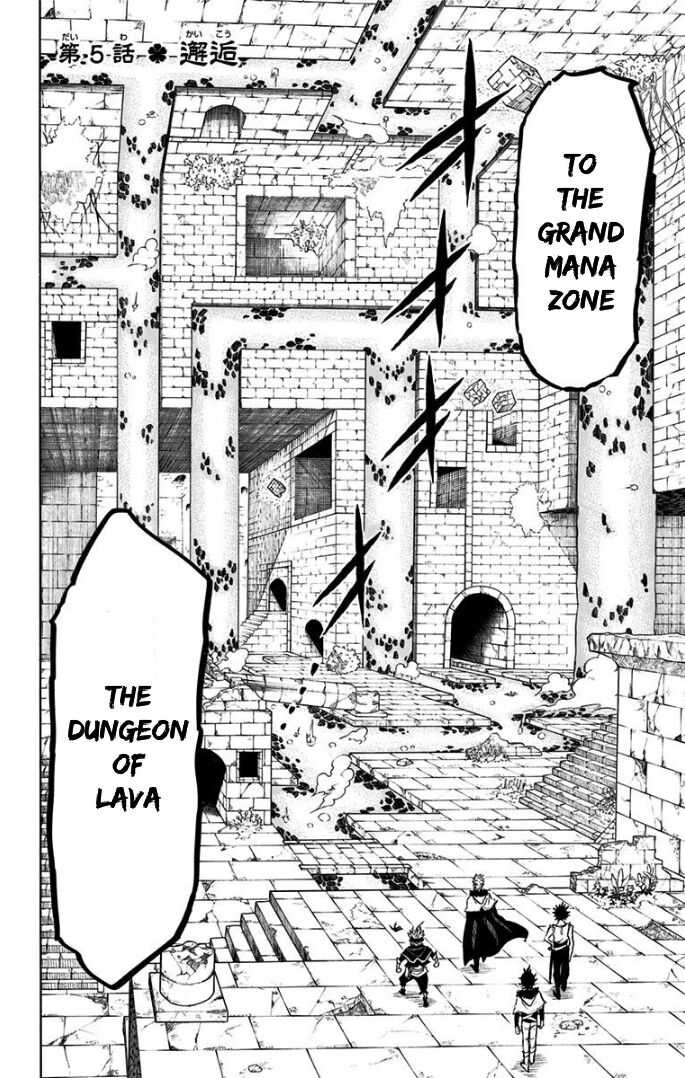 第5話 邂逅
だい わ かい こう
TO
THE
GRAND
MANA
ZONE
THE
DUNGEON
OF
LAVA